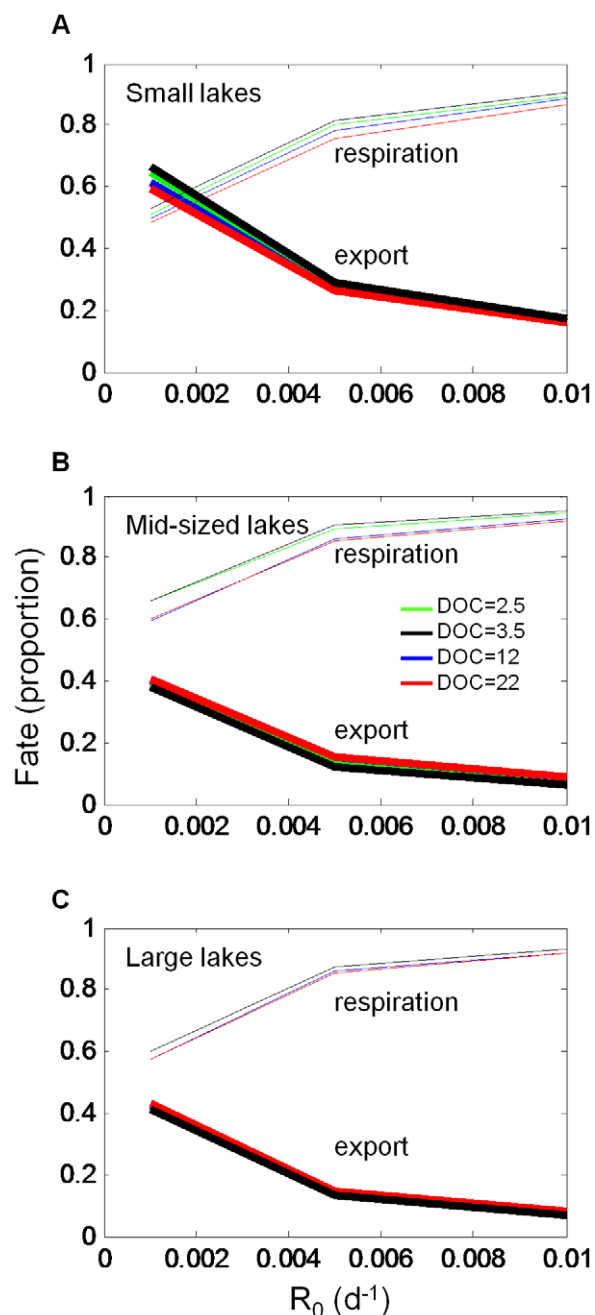 A
Small lakes
1
0.8
0.6
0.4
0.2
0
respiration
export
0 0.002 0.004 0.006 0.008 0.01
B
Mid-sized lakes
1
0.8
0.6
0.4
0.2
0
respiration
DOC=2.5
DOC=3.5
DOC=12
DOC=22
export
0 0.002 0.004 0.006 0.008 0.01
Fate (proportion)
C
Large lakes
1
0.8
0.6
0.4
0.2
0
respiration
export
0 0.002 0.004 0.006 0.008 0.01
R₀ (d⁻¹)